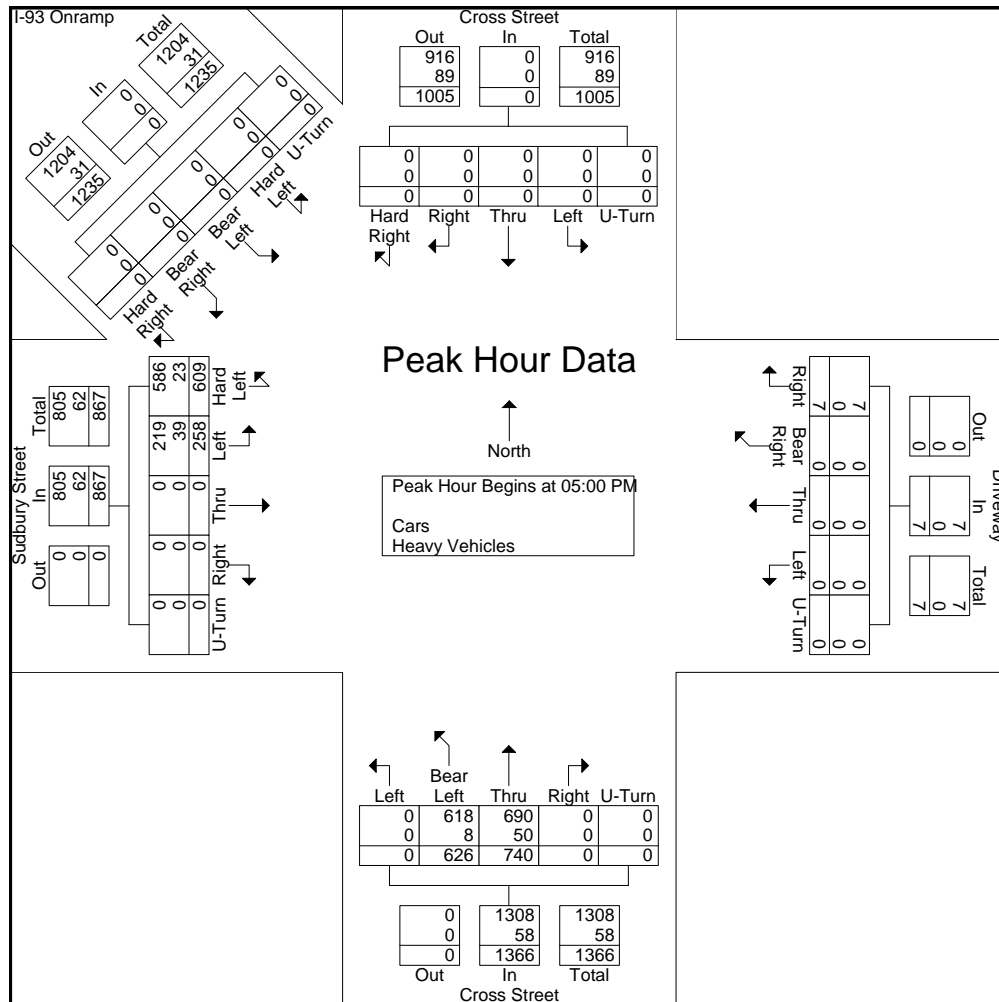 I-93 Onramp
Out
1204
31
1235
In
0
0
0
Total
1204
31
1235
0 0 0 0 0
0 0 0 0 0
0 0 0 0 0
Hard Right
Bear Right
Bear Left
Hard Left
U-Turn
Cross Street
Out In Total
916 0 916
89 0 89
1005 0 1005
0 0 0 0 0
0 0 0 0 0
0 0 0 0 0
Hard Right Right Thru Left U-Turn
Peak Hour Data
North
Peak Hour Begins at 05:00 PM
Cars
Heavy Vehicles
Sudbury Street
Out In Total
0 805 805
0 62 62
0 867 867
0 0 0 219 586
0 0 0 39 23
0 0 0 258 609
U-Turn Right Thru Left Hard Left
Driveway
Out In Total
0 7 7
0 0 0
0 7 7
Right Bear Right Thru Left U-Turn
7 0 0 0 0
0 0 0 0 0
7 0 0 0 0
Left Bear Left Thru Right U-Turn
0 618 690 0 0
0 8 50 0 0
0 626 740 0 0
0 1308 1308
0 58 58
0 1366 1366
Out In Total
Cross Street